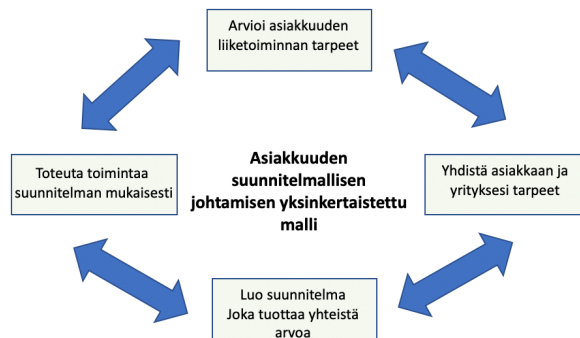 Arvioi asiakkuuden
liiketoiminnan tarpeet
Toteuta toimintaa
suunnitelman mukaisesti
Asiakkuuden
suunnitelmallisen
johtamisen yksinkertaistettu
malli
Yhdistä asiakkaan ja
yrityksesi tarpeet
Luo suunnitelma
Joka tuottaa yhteistä
arvoa